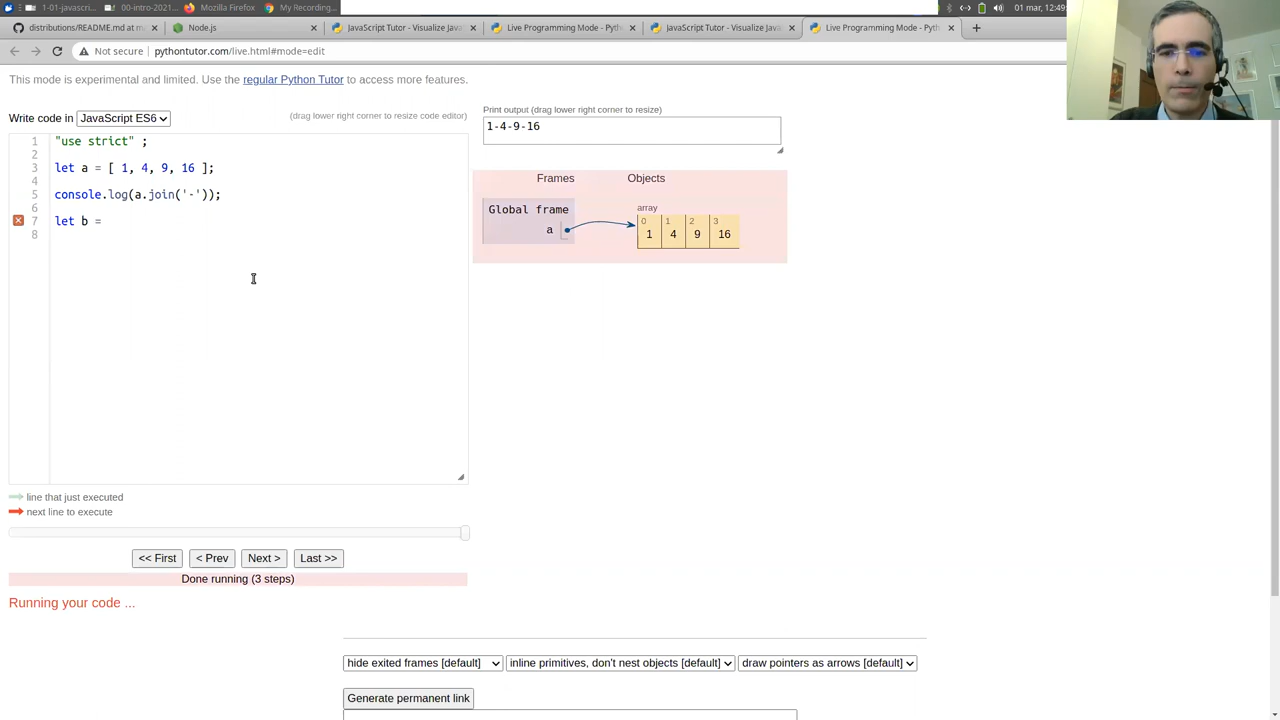 1-01-javascri...
00-intro-2021...
Mozilla Firefox
My Recording...
01 mar, 12:49
distributions/README.md at m
Node.js
JavaScript Tutor - Visualize Java
Live Programming Mode - Pyth
JavaScript Tutor - Visualize Java
Live Programming Mode - Pyth
Not secure
pythontutor.com/live.html#mode=edit
This mode is experimental and limited. Use the regular Python Tutor to access more features.
Write code in JavaScript ES6
(drag lower right corner to resize code editor)
1 "use strict" ;
2
3 let a = [ 1, 4, 9, 16 ];
4
5 console.log(a.join('-'));
6
7 let b =
8
Print output (drag lower right corner to resize)
1-4-9-16
Frames Objects
Global frame
a
array
0 1 2 3
1 4 9 16
line that just executed
next line to execute
<< First < Prev Next > Last >>
Done running (3 steps)
Running your code ...
hide exited frames [default] inline primitives, don't nest objects [default] draw pointers as arrows [default]
Generate permanent link